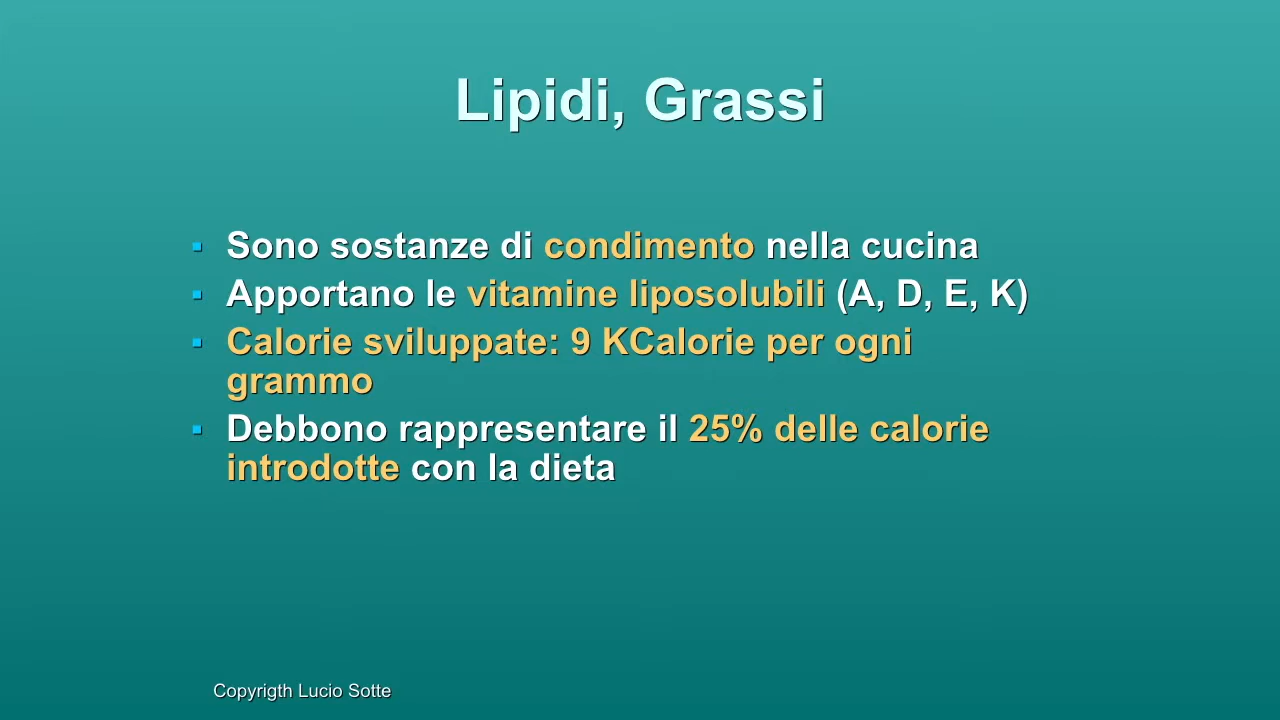 Lipidi, Grassi
▪ Sono sostanze di condimento nella cucina
▪ Apportano le vitamine liposolubili (A, D, E, K)
▪ Calorie sviluppate: 9 KCalorie per ogni
grammo
▪ Debbono rappresentare il 25% delle calorie
introdotte con la dieta
Copyrigth Lucio Sotte